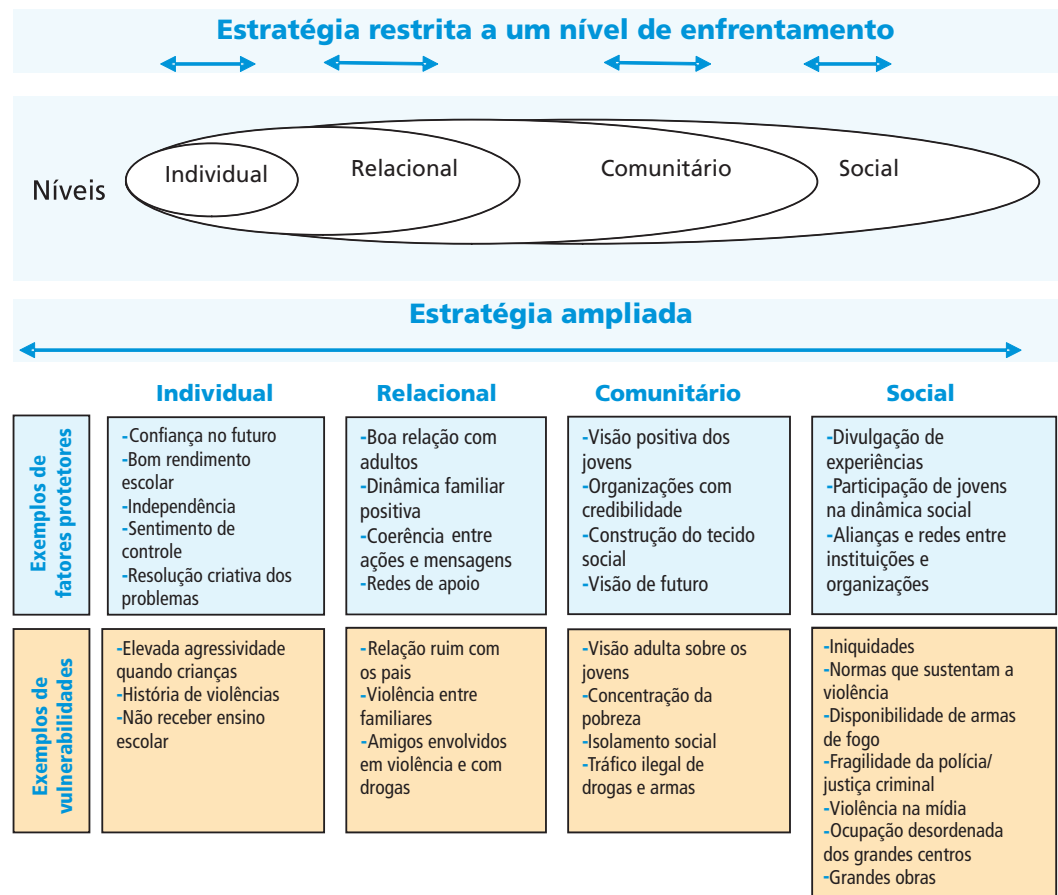 Estratégia restrita a um nível de enfrentamento
Níveis
Individual
Relacional
Comunitário
Social
Estratégia ampliada
Individual
Relacional
Comunitário
Social
Exemplos de
fatores protetores
-Confiança no futuro
-Bom rendimento
escolar
-Independência
-Sentimento de
controle
-Resolução criativa dos
problemas
-Boa relação com
adultos
-Dinâmica familiar
positiva
-Coerência entre
ações e mensagens
-Redes de apoio
-Visão positiva dos
jovens
-Organizações com
credibilidade
-Construção do tecido
social
-Visão de futuro
-Divulgação de
experiências
-Participação de jovens
na dinâmica social
-Alianças e redes entre
instituições e
organizações
Exemplos de
vulnerabilidades
-Elevada agressividade
quando crianças
-História de violências
-Não receber ensino
escolar
-Relação ruim com
os pais
-Violência entre
familiares
-Amigos envolvidos
em violência e com
drogas
-Visão adulta sobre os
jovens
-Concentração da
pobreza
-Isolamento social
-Tráfico ilegal de
drogas e armas
-Iniquidades
-Normas que sustentam a
violência
-Disponibilidade de armas
de fogo
-Fragilidade da polícia/
justiça criminal
-Violência na mídia
-Ocupação desordenada
dos grandes centros
-Grandes obras